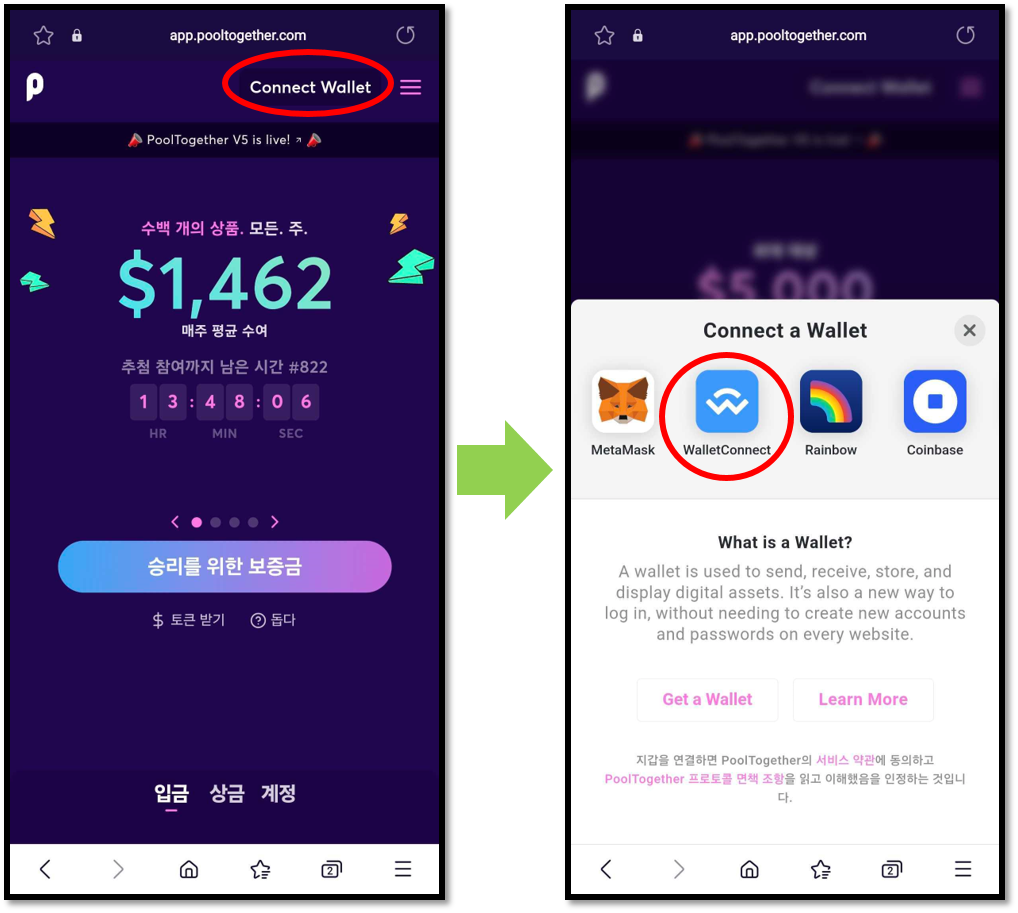 app.pooltogether.com
Connect Wallet
PoolTogether V5 is live!
수백 개의 상품. 모든. 주.
$1,462
매주 평균 수여
추첨 참여까지 남은 시간 #822
1 3 : 4 8 : 0 6
HR MIN SEC
승리를 위한 보증금
$ 토큰 받기 ? 돕다
입금 상금 계정
2
app.pooltogether.com
Connect Wallet
PoolTogether V5 is live!
$5,000
Connect a Wallet
MetaMask WalletConnect Rainbow Coinbase
What is a Wallet?
A wallet is used to send, receive, store, and
display digital assets. It's also a new way to
log in, without needing to create new accounts
and passwords on every website.
Get a Wallet Learn More
지갑을 연결하면 PoolTogether의 서비스 약관에 동의하고
PoolTogether 프로토콜 면책 조항을 읽고 이해했음을 인정하는 것입니
다.
2